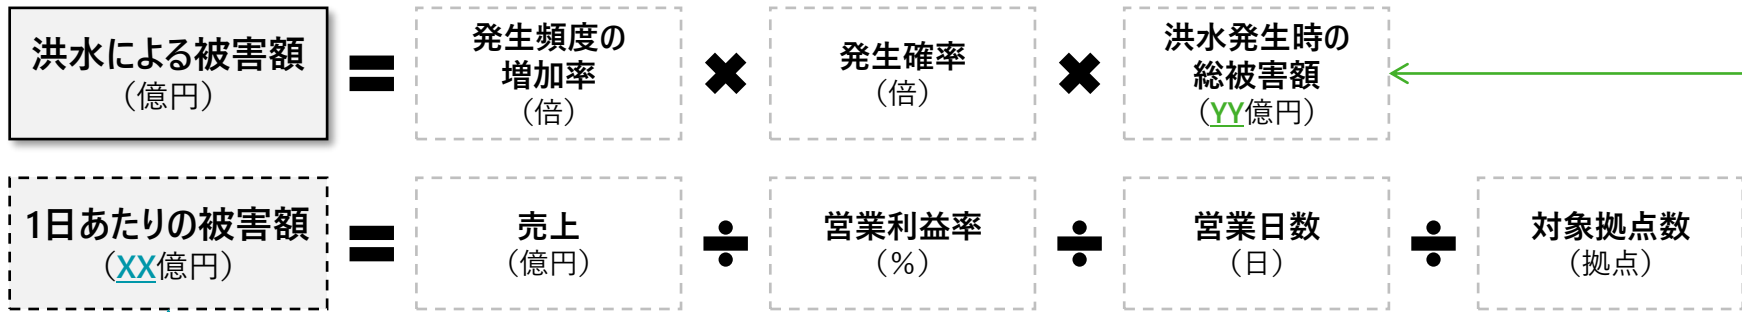 洪水による被害額
(億円)
=
発生頻度の
増加率
(倍)
×
発生確率
(倍)
×
洪水発生時の
総被害額
(YY億円)
1日あたりの被害額
(XX億円)
=
売上
(億円)
÷
営業利益率
(%)
÷
営業日数
(日)
÷
対象拠点数
(拠点)